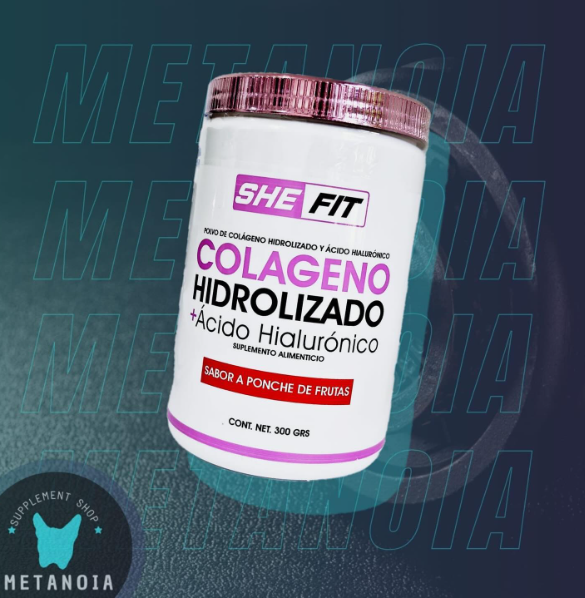 METANOIA
SHE FIT
POLVO DE COLÁGENO HIDROLIZADO Y ÁCIDO HIALURÓNICO
COLAGENO
HIDROLIZADO
+Ácido Hialurónico
SUPLEMENTO ALIMENTICIO
SABOR A PONCHE DE FRUTAS
CONT. NET. 300 GRS
METANOIA
METANOIA
METANOIA
SUPPLEMENT SHOP
METANOIA